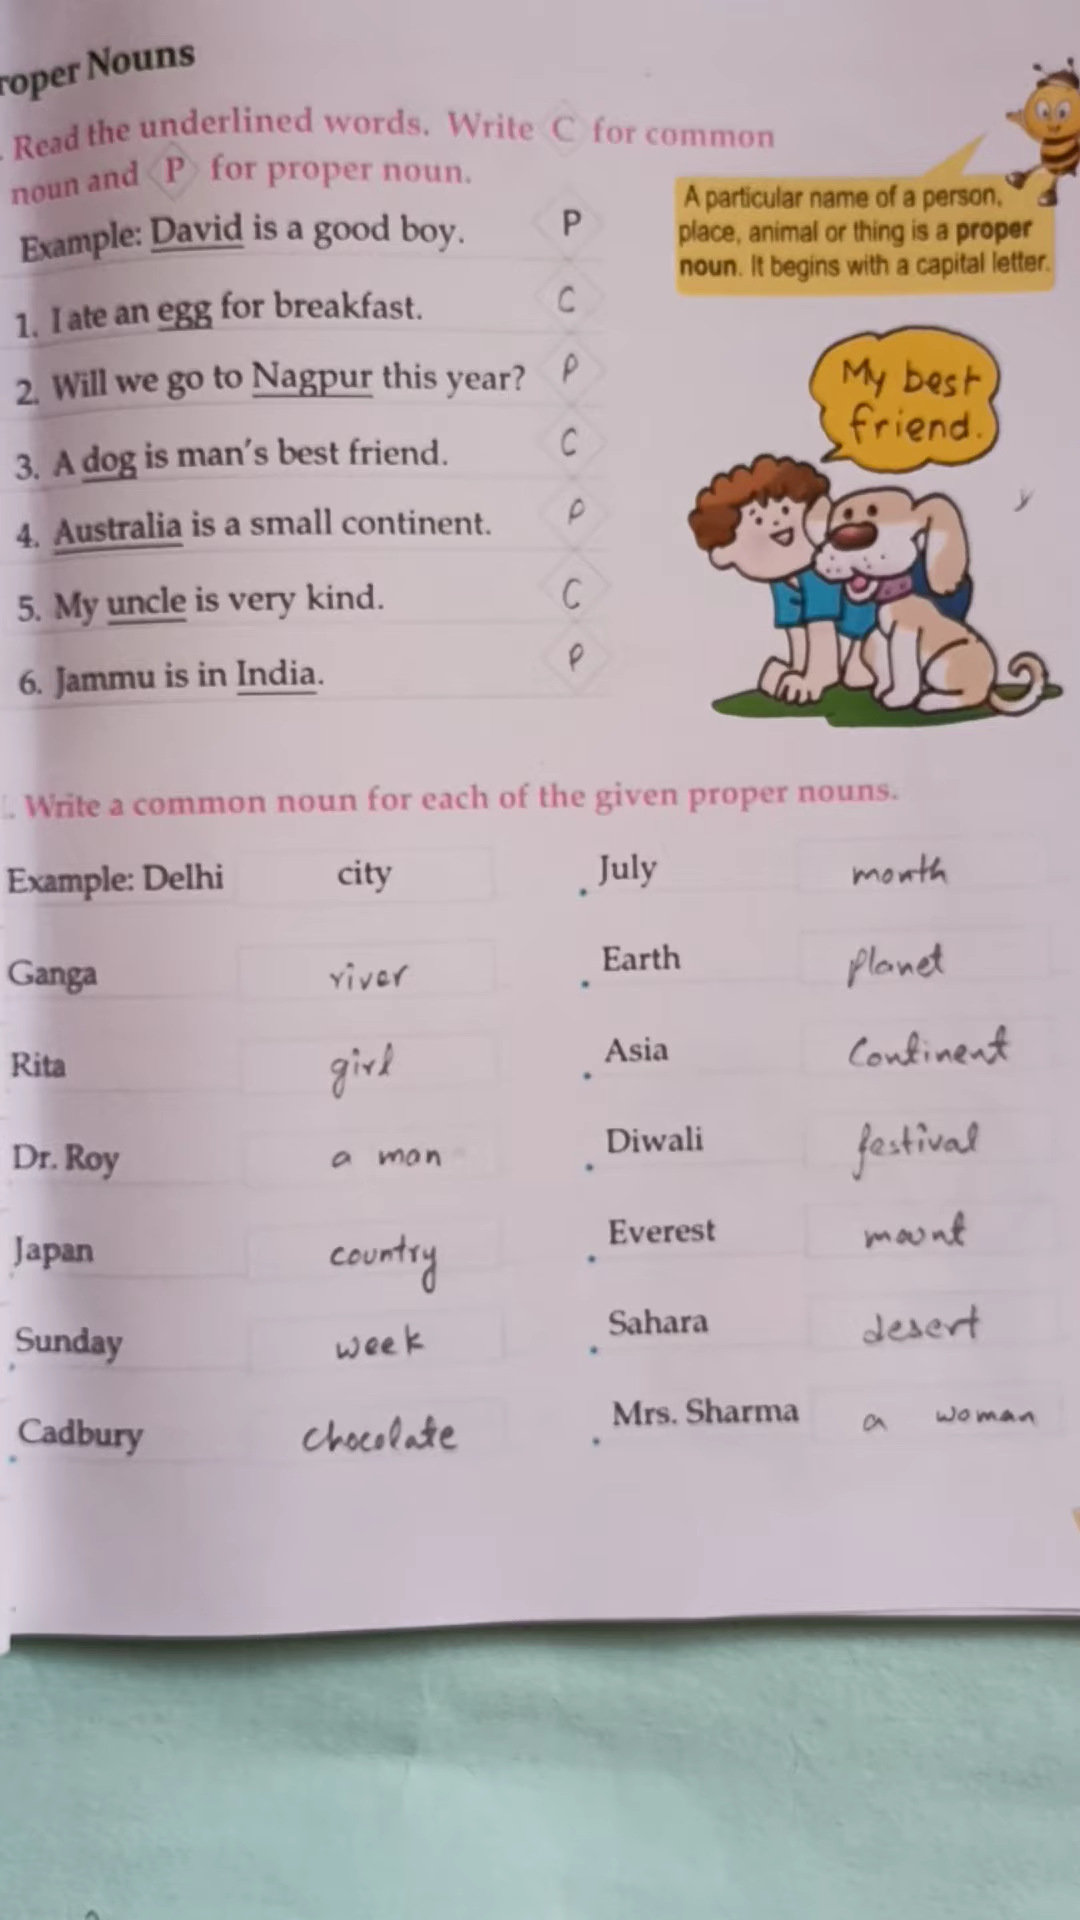 roper Nouns
. Read the underlined words. Write C for common
noun and P for proper noun.
Example: David is a good boy. P
A particular name of a person,
place, animal or thing is a proper
noun. It begins with a capital letter.
1. I ate an egg for breakfast. C
2. Will we go to Nagpur this year? P
My best
friend.
3. A dog is man's best friend. C
4. Australia is a small continent. P
y
5. My uncle is very kind. C
6. Jammu is in India. P
. Write a common noun for each of the given proper nouns.
Example: Delhi city July month
Ganga river Earth planet
Rita girl Asia Continent
Dr. Roy a man Diwali festival
Japan country Everest mount
Sunday week Sahara desert
Cadbury chocolate Mrs. Sharma a woman